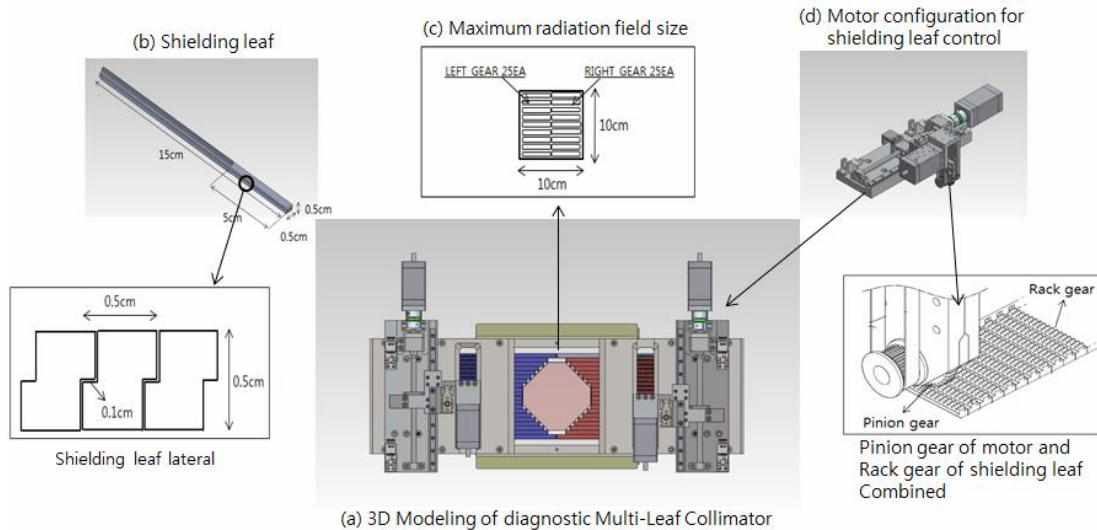 (b) Shielding leaf
15cm
5cm
0.5cm
0.5cm
(c) Maximum radiation field size
LEFT GEAR 25EA
RIGHT GEAR 25EA
10cm
10cm
(d) Motor configuration for
shielding leaf control
0.5cm
0.5cm
0.1cm
Shielding leaf lateral
Rack gear
Pinion gear
Pinion gear of motor and
Rack gear of shielding leaf
Combined
(a) 3D Modeling of diagnostic Multi-Leaf Collimator